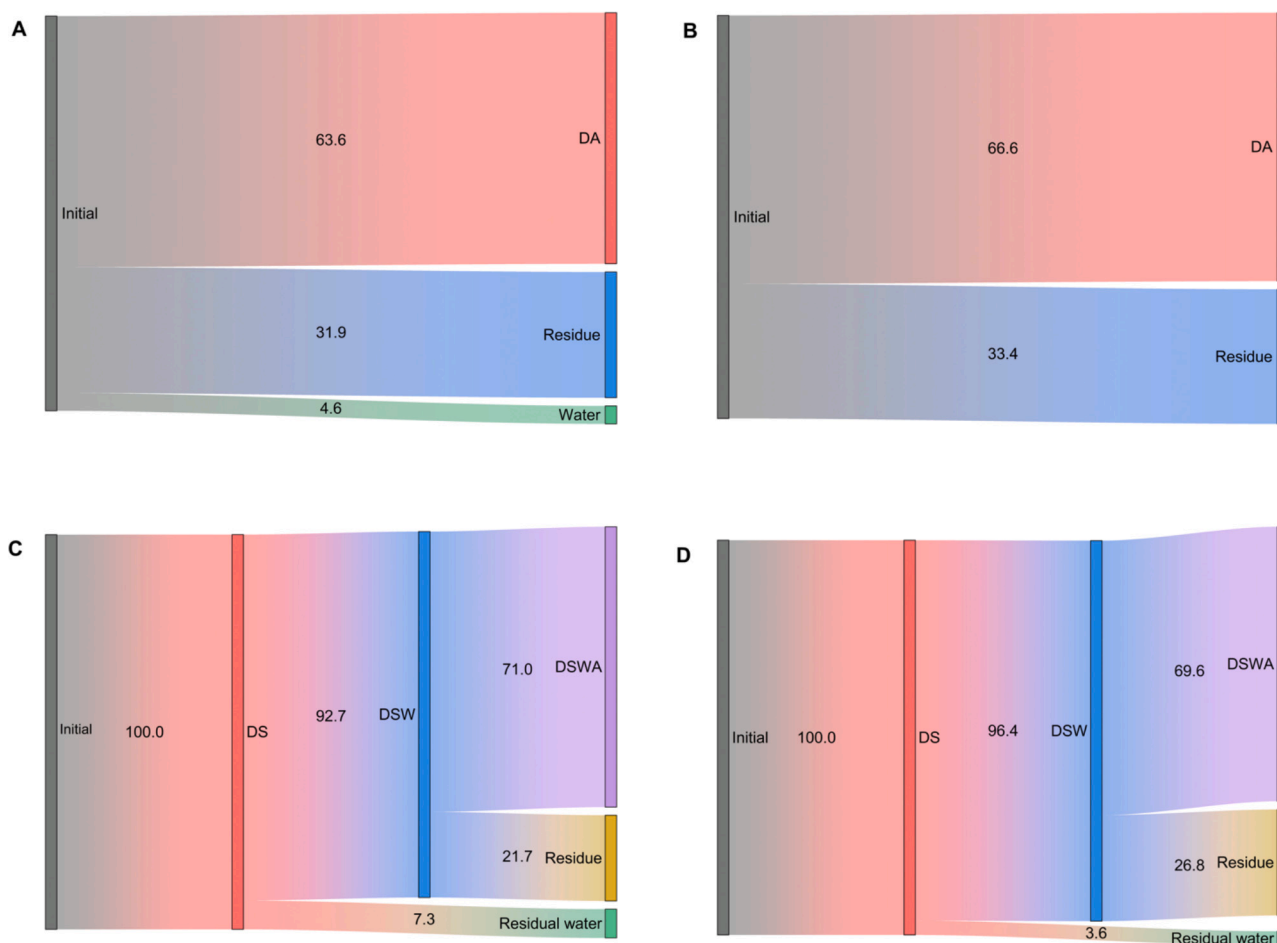 A
63.6
DA
Initial
31.9
Residue
4.6
Water
B
66.6
DA
Initial
33.4
Residue
C
Initial
100.0
DS
92.7
DSW
71.0
DSWA
21.7
Residue
7.3
Residual water
D
Initial
100.0
DS
96.4
DSW
69.6
DSWA
26.8
Residue
3.6
Residual water